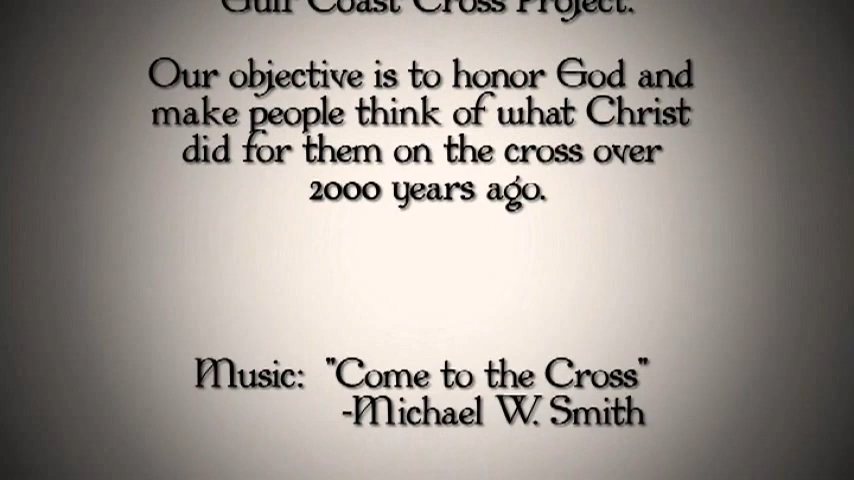 Gulf Coast Cross Project.
Our objective is to honor God and
make people think of what Christ
did for them on the cross over
2000 years ago.
Music: "Come to the Cross"
-Michael W. Smith